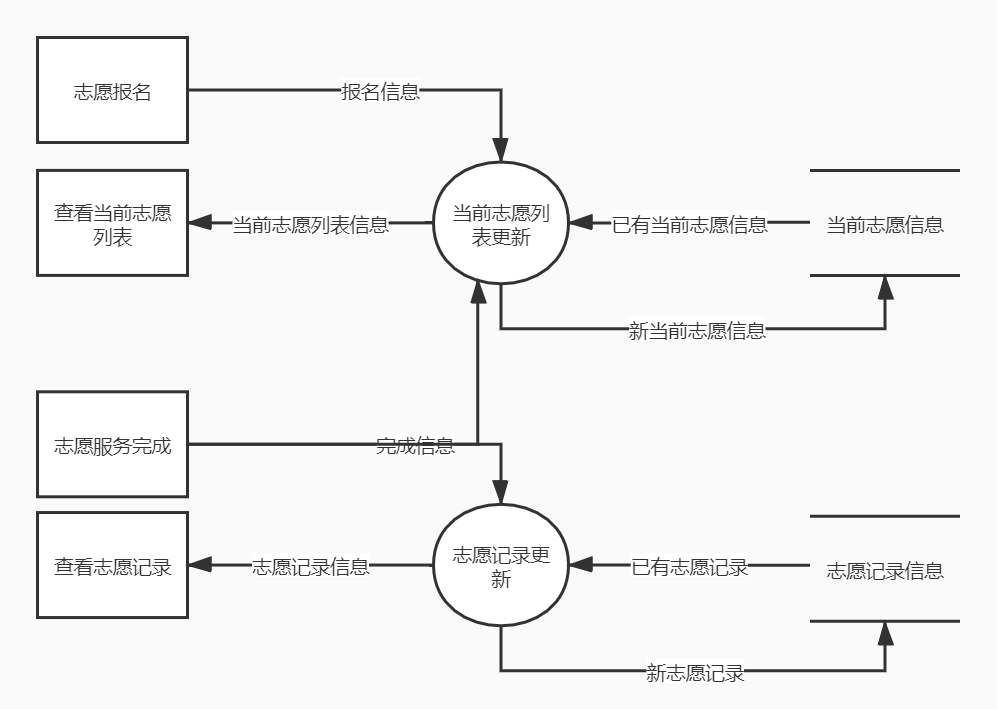 志愿报名
报名信息
查看当前志愿
列表
当前志愿列表信息
当前志愿列
表更新
已有当前志愿信息
当前志愿信息
新当前志愿信息
志愿服务完成
完成信息
查看志愿记录
志愿记录信息
志愿记录更
新
已有志愿记录
志愿记录信息
新志愿记录